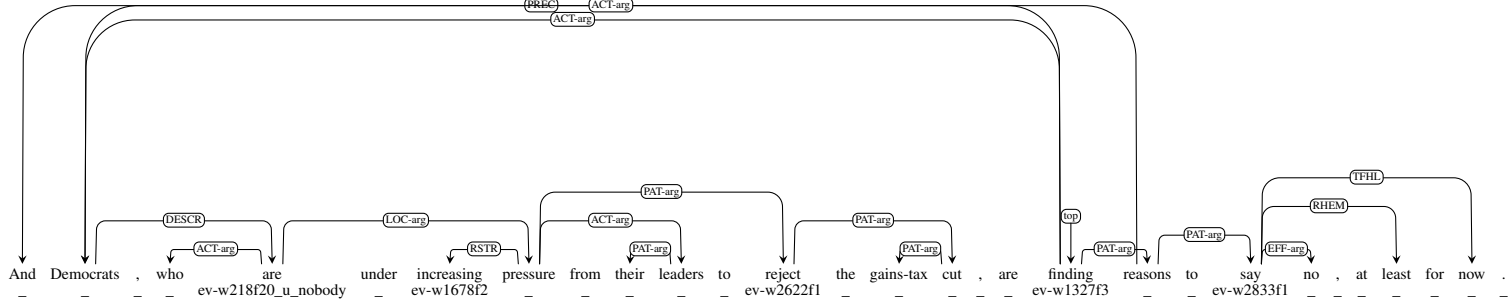 PREC ACT-arg
ACT-arg
TFHL
PAT-arg
RHEM
DESCR LOC-arg ACT-arg PAT-arg top
PAT-arg
ACT-arg RSTR PAT-arg PAT-arg PAT-arg EFF-arg
And Democrats , who are under increasing pressure from their leaders to reject the gains-tax cut , are finding reasons to say no , at least for now .
_ _ _ _ ev-w218f20_u_nobody _ ev-w1678f2 _ _ _ _ _ ev-w2622f1 _ _ _ _ _ ev-w1327f3 _ _ ev-w2833f1 _ _ _ _ _ _ _